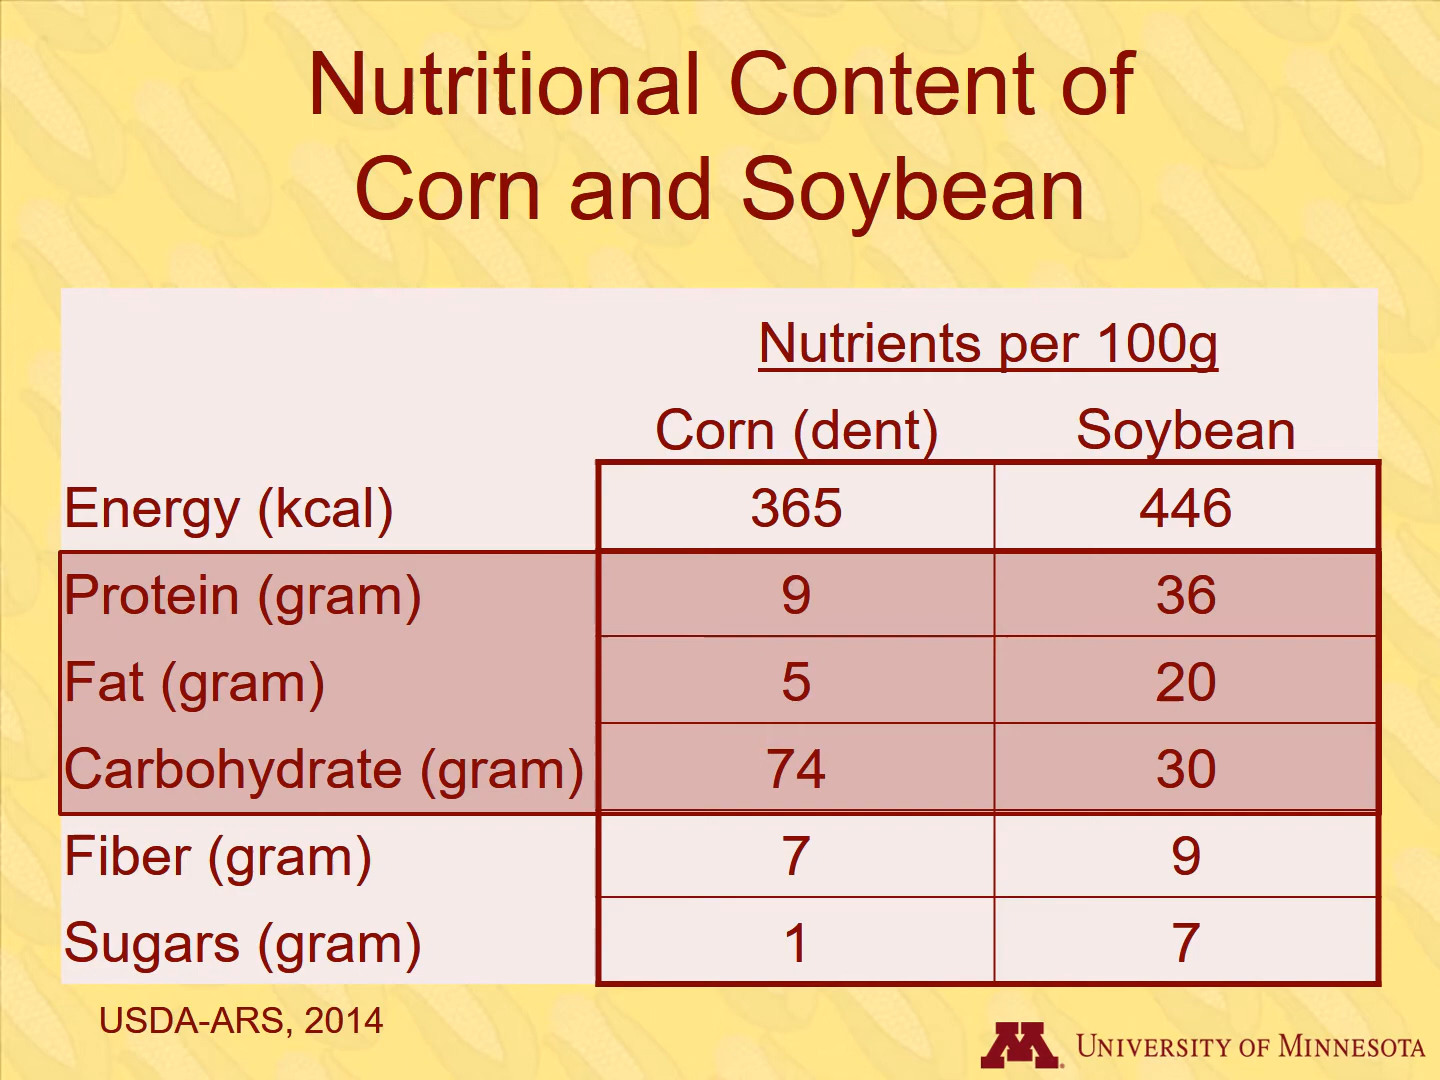 Nutritional Content of
Corn and Soybean
Nutrients per 100g
Corn (dent) Soybean
Energy (kcal) 365 446
Protein (gram) 9 36
Fat (gram) 5 20
Carbohydrate (gram) 74 30
Fiber (gram) 7 9
Sugars (gram) 1 7
USDA-ARS, 2014
M UNIVERSITY OF MINNESOTA